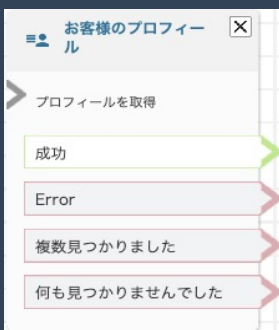 お客様のプロフィー
ル
プロフィールを取得
成功
Error
複数見つかりました
何も見つかりませんでした